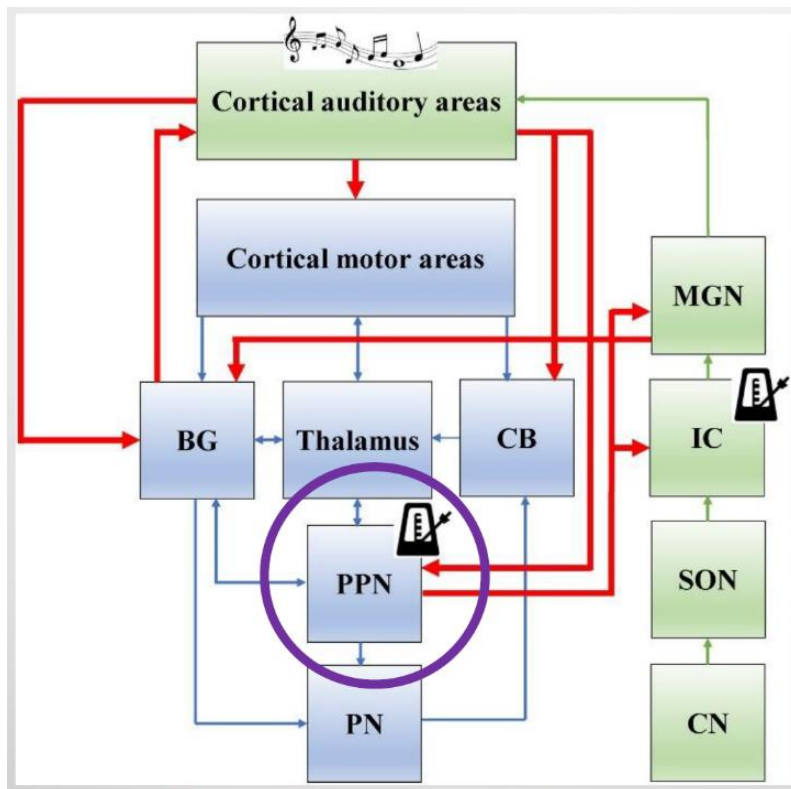 Cortical auditory areas
Cortical motor areas
MGN
BG
Thalamus
CB
IC
PPN
SON
PN
CN